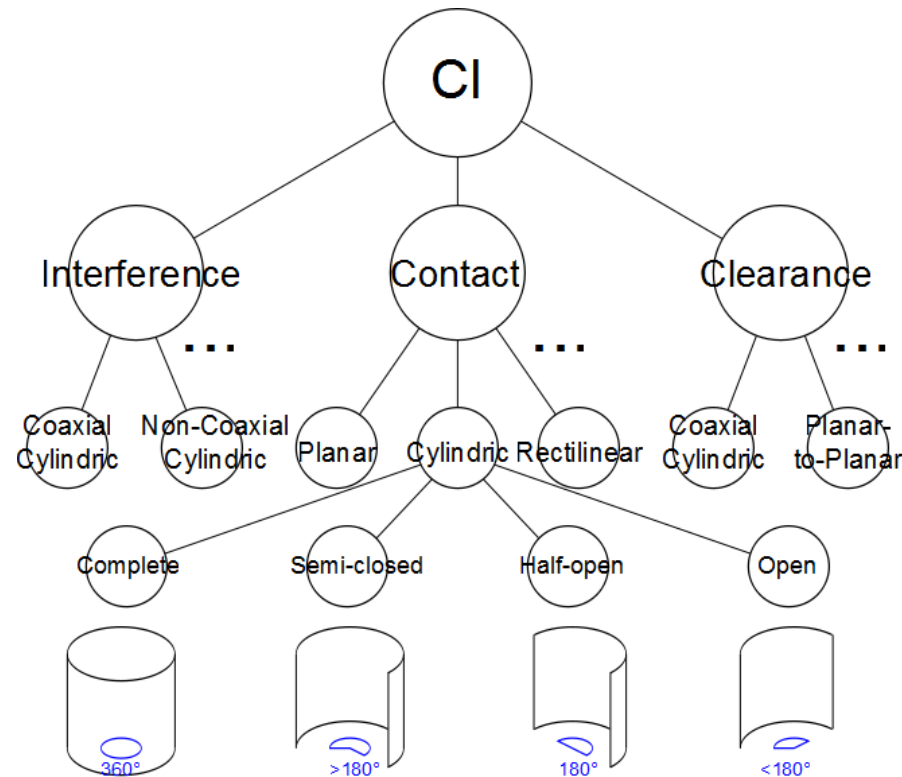 CI
Interference
Contact
Clearance
...
...
...
Coaxial
Cylindric
Non-Coaxial
Cylindric
Planar
Cylindric
Rectilinear
Coaxial
Cylindric
Planar-
to-Planar
Complete
Semi-closed
Half-open
Open
360°
>180°
180°
<180°